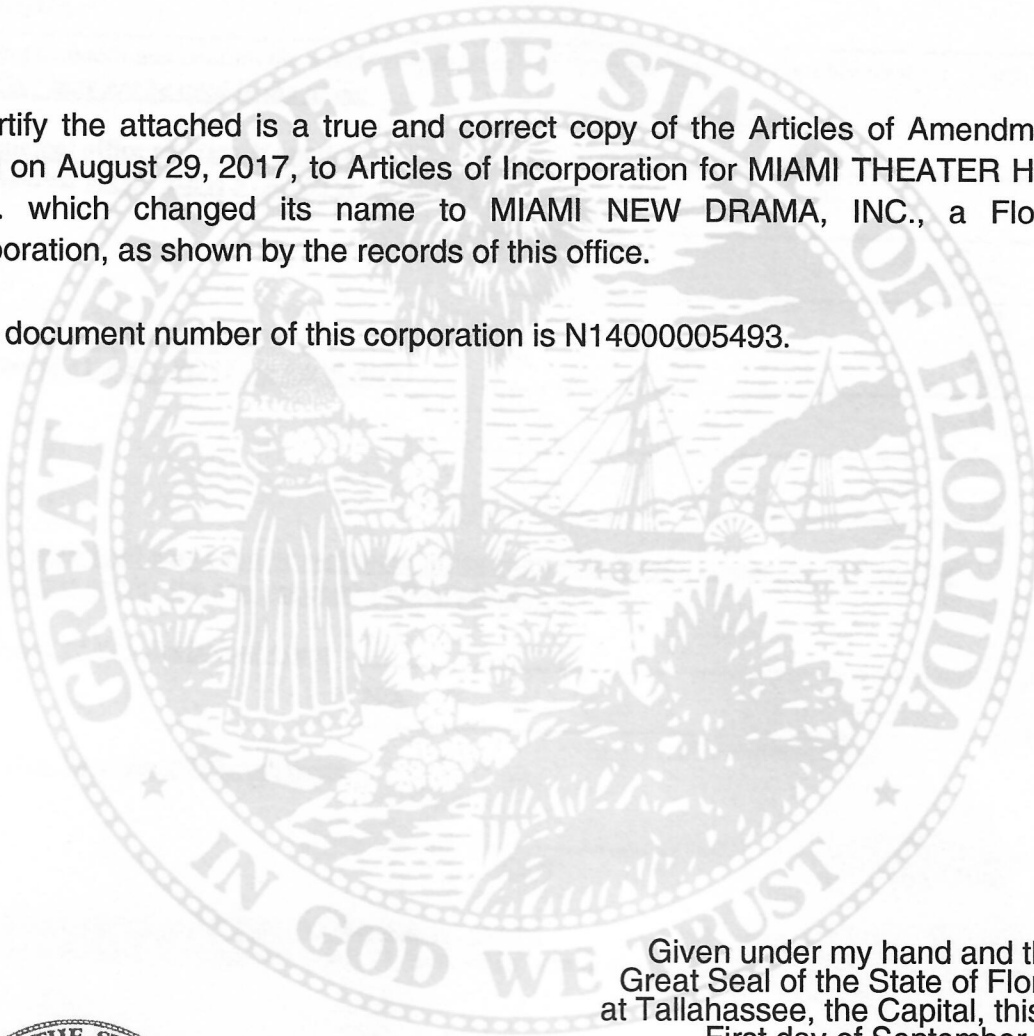 rtify the attached is a true and correct copy of the Articles of Amendm
on August 29, 2017, to Articles of Incorporation for MIAMI THEATER H
. which changed its name to MIAMI NEW DRAMA, INC., a Flo
oration, as shown by the records of this office.
document number of this corporation is N14000005493.
GREAT SEAL OF THE STATE OF FLORIDA
IN GOD WE TRUST
Given under my hand and th
Great Seal of the State of Flor
at Tallahassee, the Capital, this
First day of September
THE S